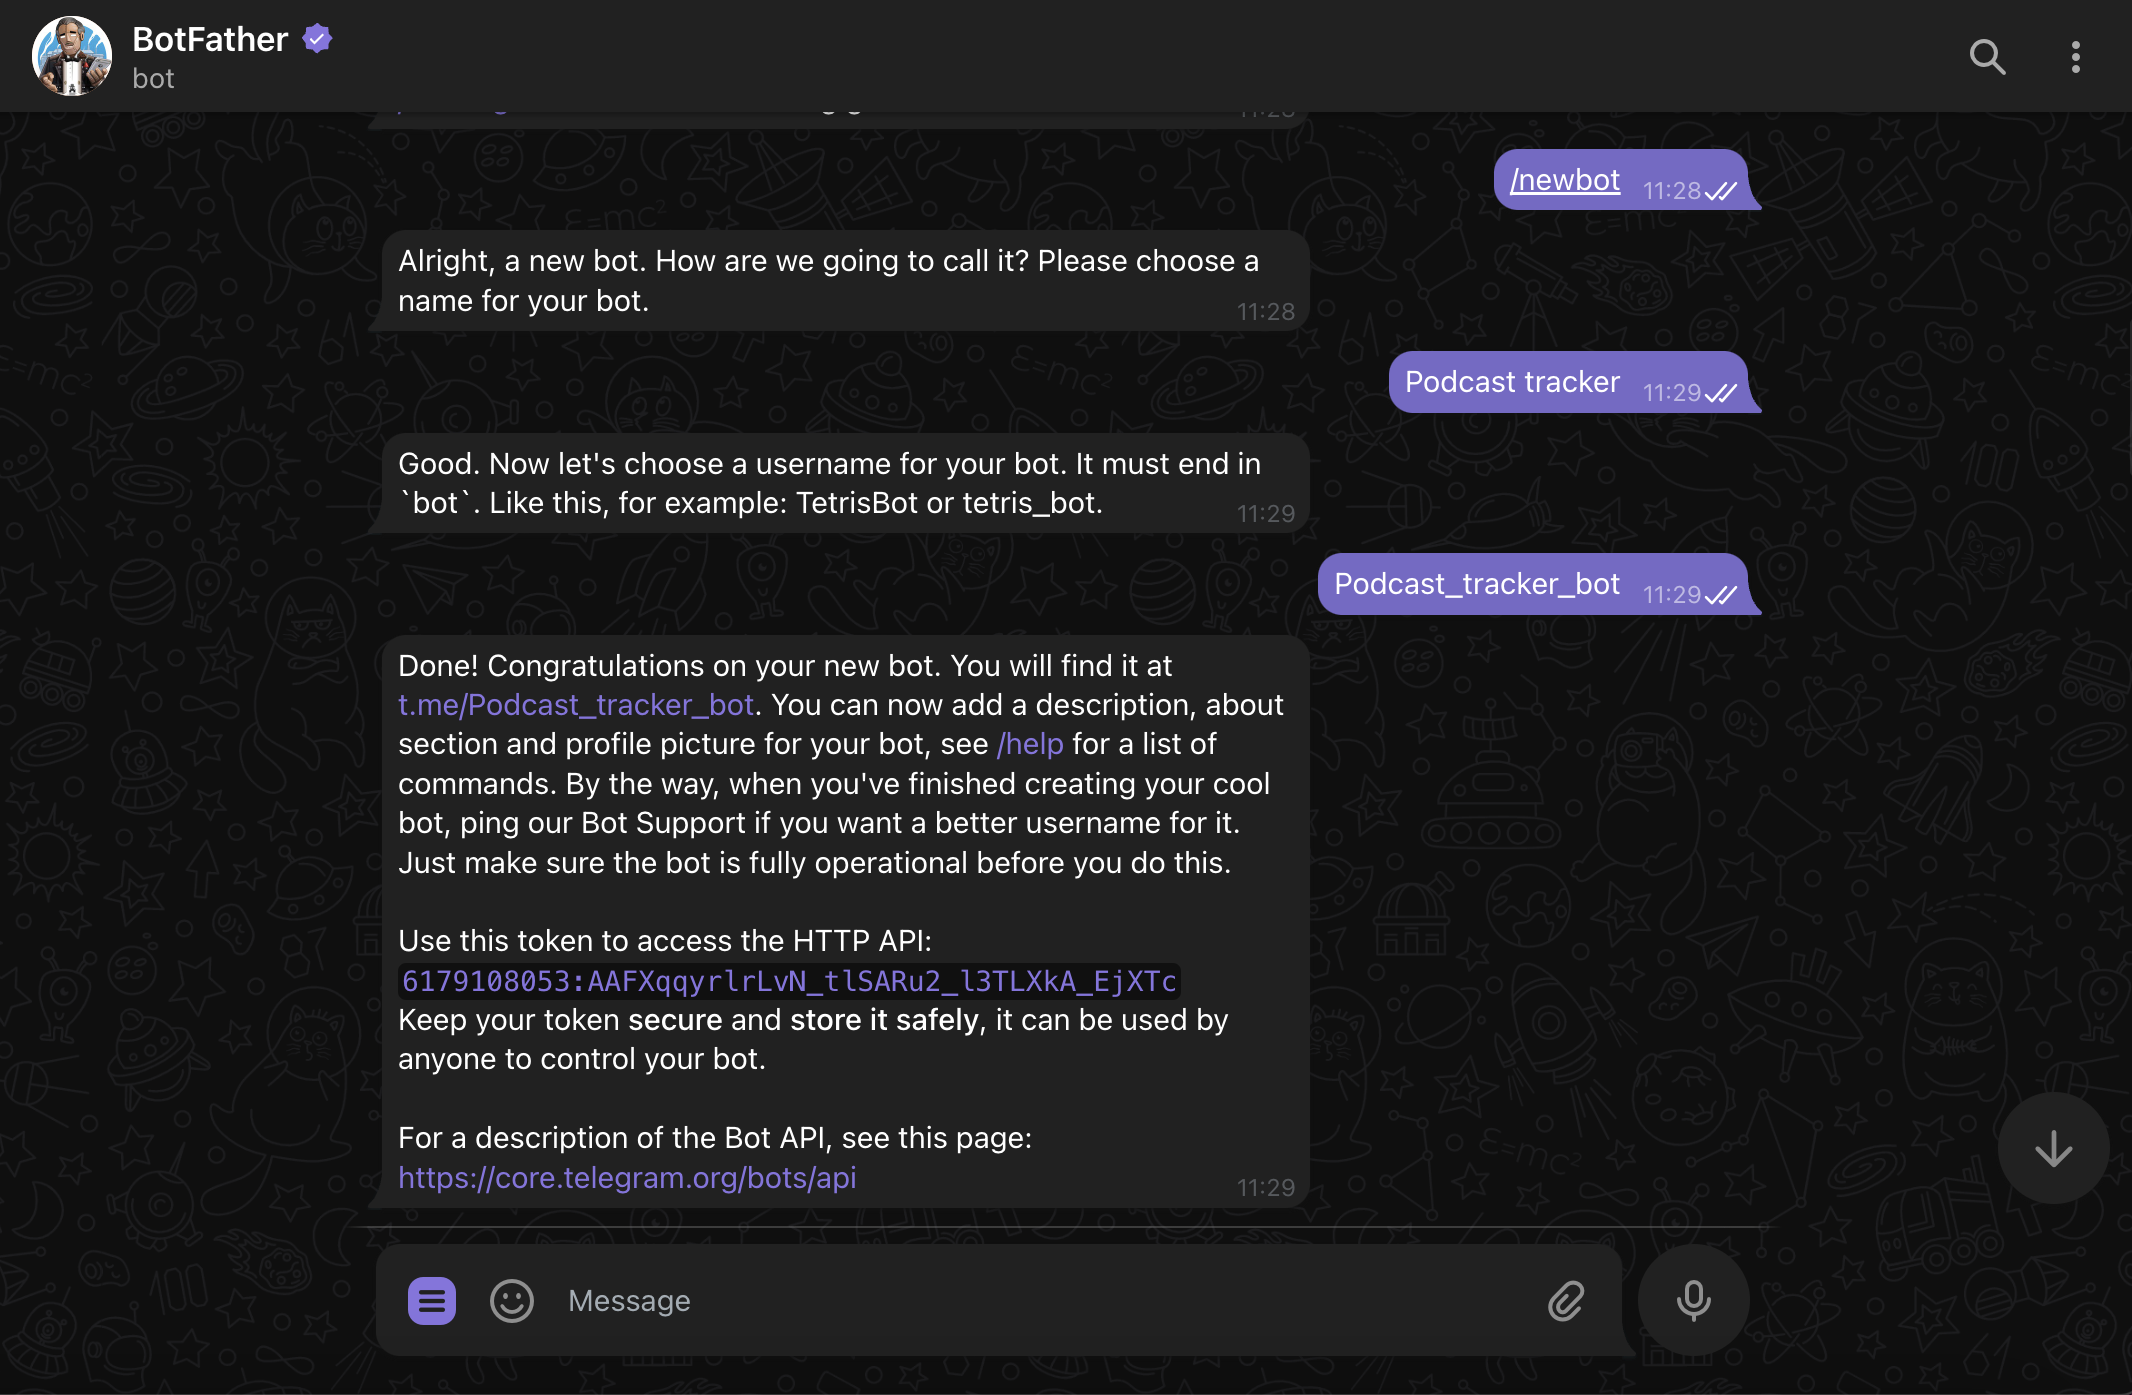 BotFather
bot
11:28
/newbot 11:28
Alright, a new bot. How are we going to call it? Please choose a
name for your bot. 11:28
Podcast tracker 11:29
Good. Now let's choose a username for your bot. It must end in
`bot`. Like this, for example: TetrisBot or tetris_bot. 11:29
Podcast_tracker_bot 11:29
Done! Congratulations on your new bot. You will find it at
t.me/Podcast_tracker_bot. You can now add a description, about
section and profile picture for your bot, see /help for a list of
commands. By the way, when you've finished creating your cool
bot, ping our Bot Support if you want a better username for it.
Just make sure the bot is fully operational before you do this.
Use this token to access the HTTP API:
6179108053:AAFXqqyrlrLvN_tlSARu2_l3TLXkA_EjXTc
Keep your token secure and store it safely, it can be used by
anyone to control your bot.
For a description of the Bot API, see this page:
https://core.telegram.org/bots/api 11:29
Message